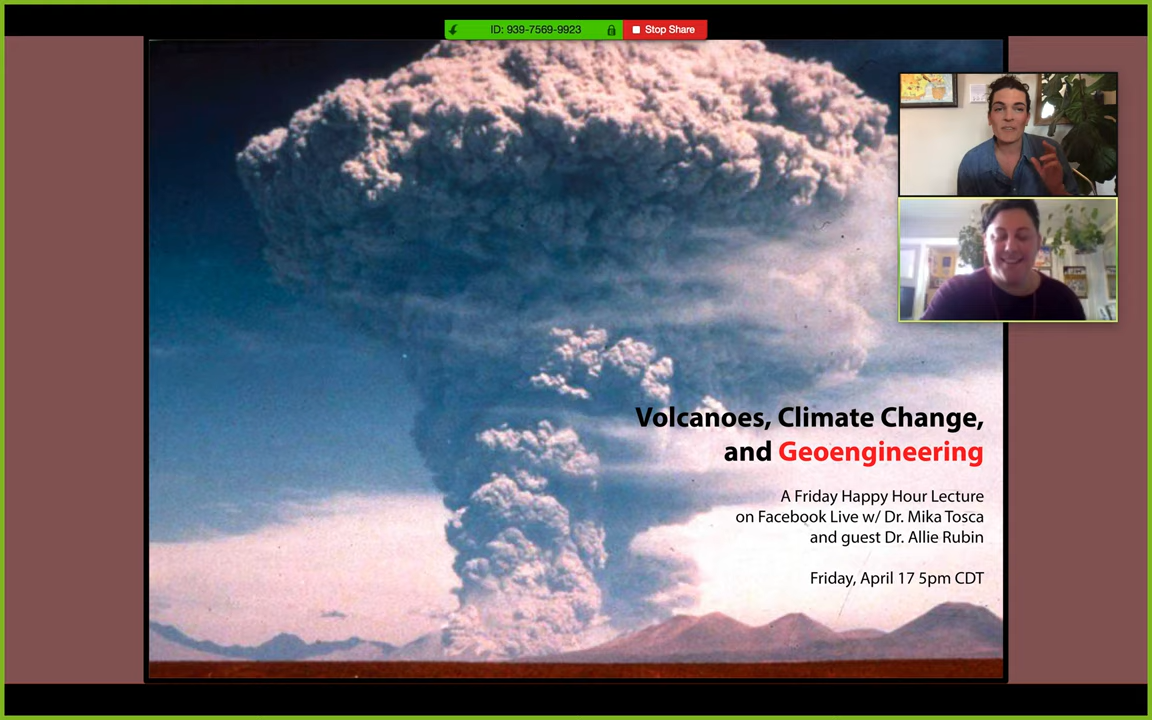 ID: 939-7569-9923
Stop Share
Volcanoes, Climate Change,
and Geoengineering
A Friday Happy Hour Lecture
on Facebook Live w/ Dr. Mika Tosca
and guest Dr. Allie Rubin
Friday, April 17 5pm CDT